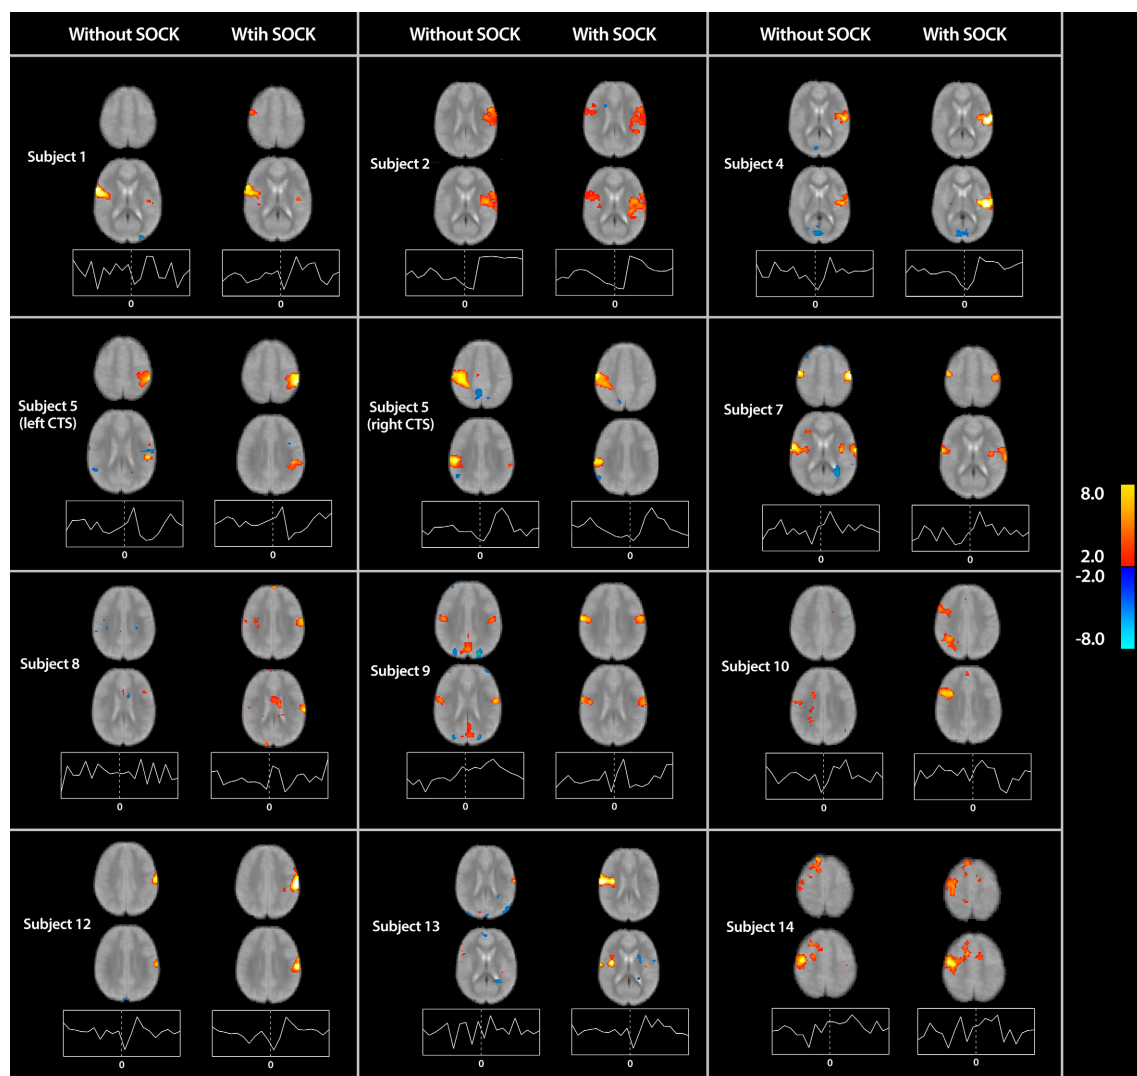 Without SOCK Wtih SOCK Without SOCK With SOCK Without SOCK With SOCK
Subject 1
0 0
Subject 2
0 0
Subject 4
0 0
Subject 5
(left CTS)
0 0
Subject 5
(right CTS)
0 0
Subject 7
0 0
8.0
2.0
-2.0
-8.0
Subject 8
0 0
Subject 9
0 0
Subject 10
0 0
Subject 12
0 0
Subject 13
0 0
Subject 14
0 0